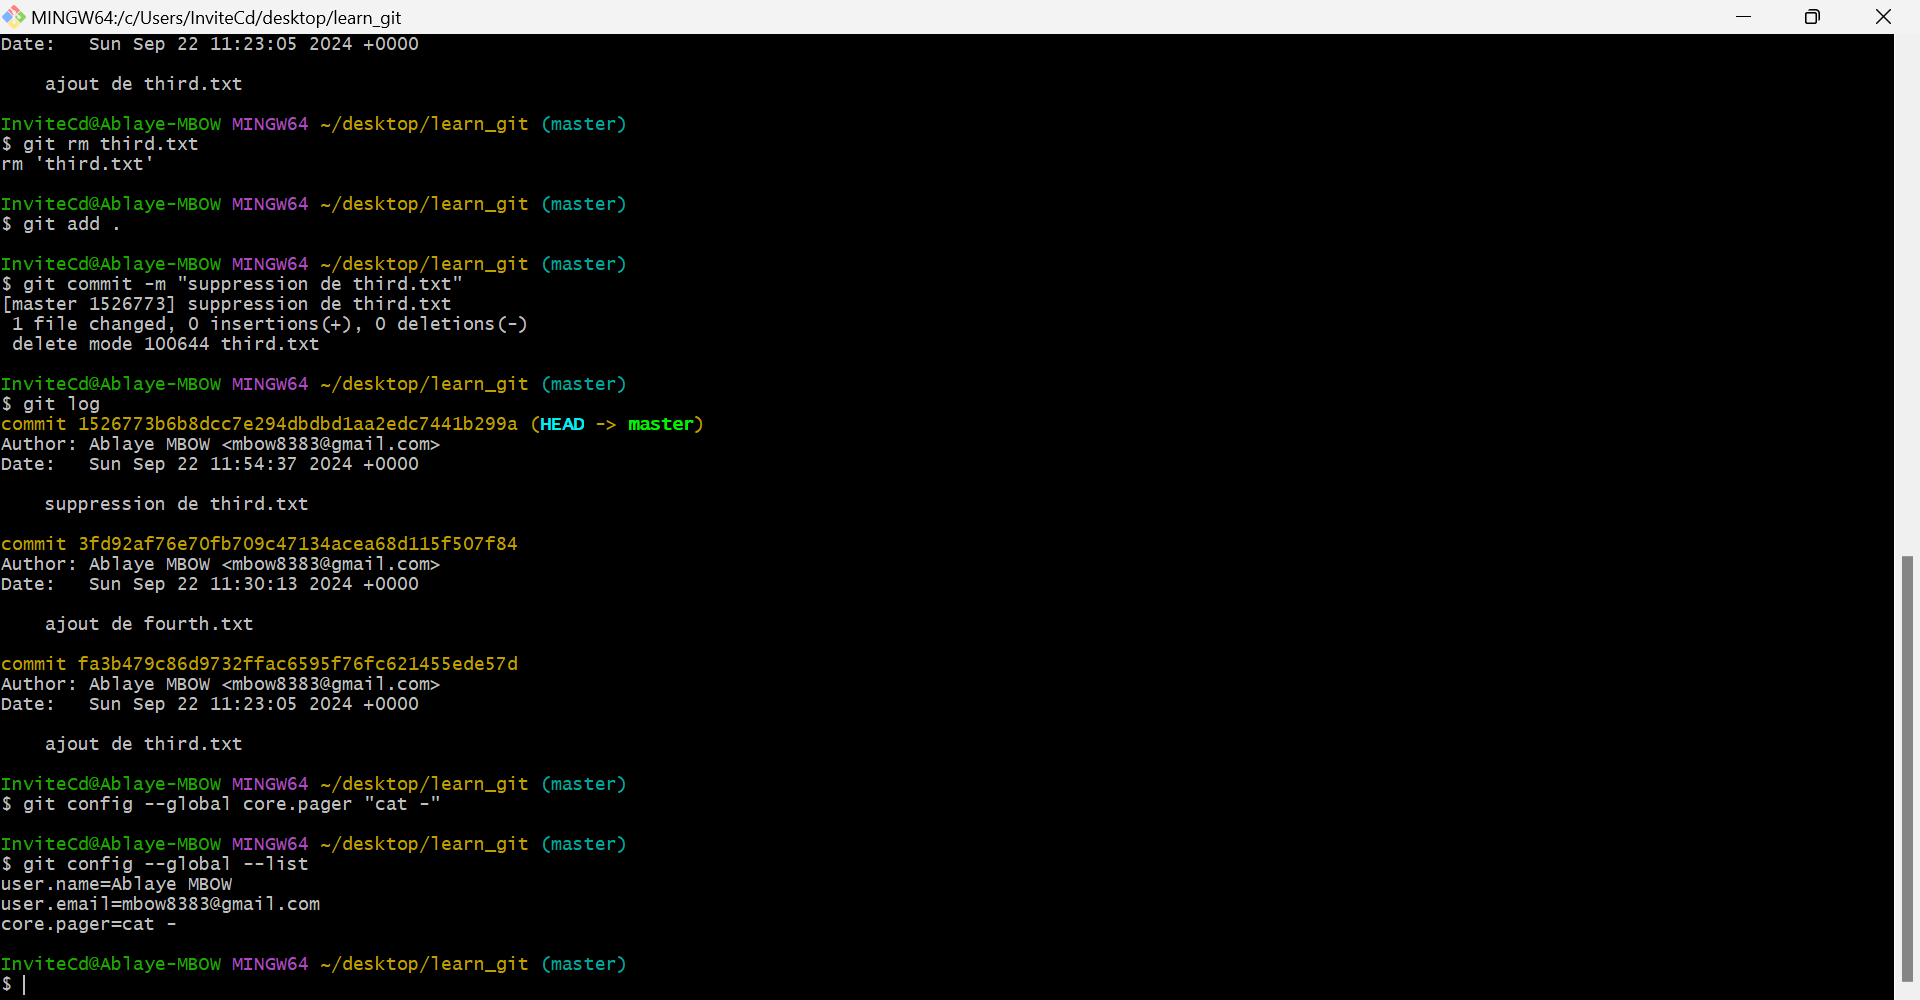 MINGW64:/c/Users/InviteCd/desktop/learn_git
Date:   Sun Sep 22 11:23:05 2024 +0000
    ajout de third.txt
InviteCd@Ablaye-MBOW MINGW64 ~/desktop/learn_git (master)
$ git rm third.txt
rm 'third.txt'
InviteCd@Ablaye-MBOW MINGW64 ~/desktop/learn_git (master)
$ git add .
InviteCd@Ablaye-MBOW MINGW64 ~/desktop/learn_git (master)
$ git commit -m "suppression de third.txt"
[master 1526773] suppression de third.txt
 1 file changed, 0 insertions(+), 0 deletions(-)
 delete mode 100644 third.txt
InviteCd@Ablaye-MBOW MINGW64 ~/desktop/learn_git (master)
$ git log
commit 1526773b6b8dcc7e294dbdbd1aa2edc7441b299a (HEAD -> master)
Author: Ablaye MBOW <mbow8383@gmail.com>
Date:   Sun Sep 22 11:54:37 2024 +0000
    suppression de third.txt
commit 3fd92af76e70fb709c47134acea68d115f507f84
Author: Ablaye MBOW <mbow8383@gmail.com>
Date:   Sun Sep 22 11:30:13 2024 +0000
    ajout de fourth.txt
commit fa3b479c86d9732ffac6595f76fc621455ede57d
Author: Ablaye MBOW <mbow8383@gmail.com>
Date:   Sun Sep 22 11:23:05 2024 +0000
    ajout de third.txt
InviteCd@Ablaye-MBOW MINGW64 ~/desktop/learn_git (master)
$ git config --global core.pager "cat -"
InviteCd@Ablaye-MBOW MINGW64 ~/desktop/learn_git (master)
$ git config --global --list
user.name=Ablaye MBOW
user.email=mbow8383@gmail.com
core.pager=cat -
InviteCd@Ablaye-MBOW MINGW64 ~/desktop/learn_git (master)
$